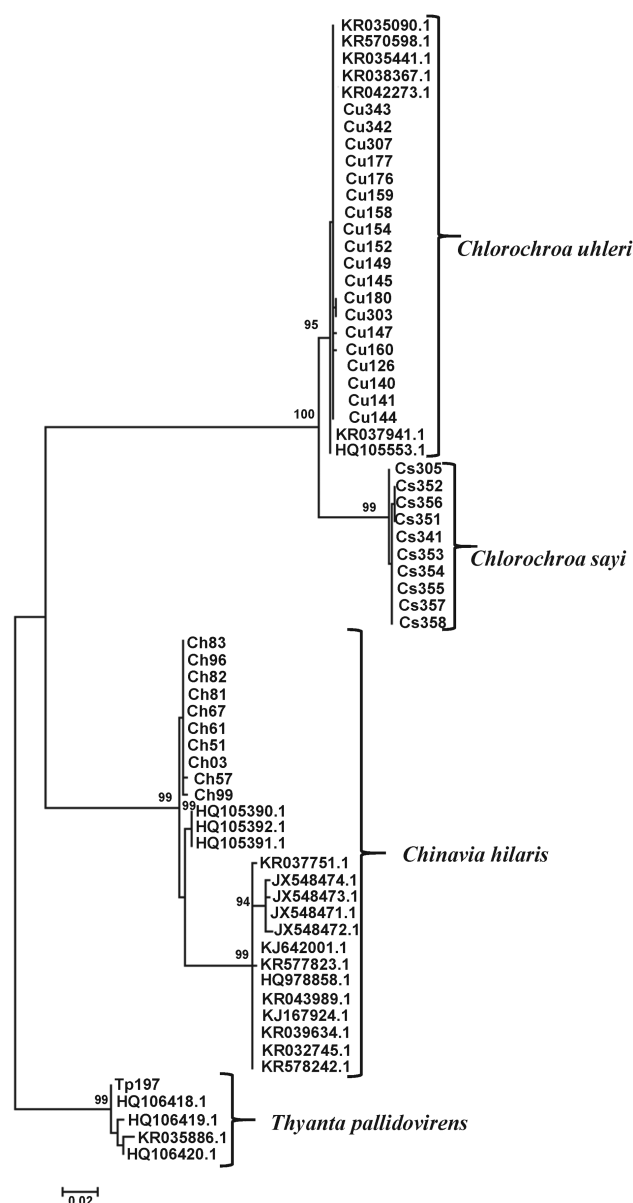 KR035090.1
KR570598.1
KR035441.1
KR038367.1
KR042273.1
Cu343
Cu342
Cu307
Cu177
Cu176
Cu159
Cu158
Cu154
Cu152
Cu149
Cu145
Cu180
Cu303
Cu147
Cu160
Cu126
Cu140
Cu141
Cu144
KR037941.1
HQ105553.1
Chlorochroa uhleri
95
100
Cs305
Cs352
Cs356
Cs351
Cs341
Cs353
Cs354
Cs355
Cs357
Cs358
99
Chlorochroa sayi
Ch83
Ch96
Ch82
Ch81
Ch67
Ch61
Ch51
Ch03
Ch57
Ch99
99
99
HQ105390.1
HQ105392.1
HQ105391.1
KR037751.1
JX548474.1
JX548473.1
JX548471.1
JX548472.1
94
KJ642001.1
99
KR577823.1
HQ978858.1
KR043989.1
KJ167924.1
KR039634.1
KR032745.1
KR578242.1
Chinavia hilaris
Tp197
99
HQ106418.1
HQ106419.1
KR035886.1
HQ106420.1
Thyanta pallidovirens
0.02